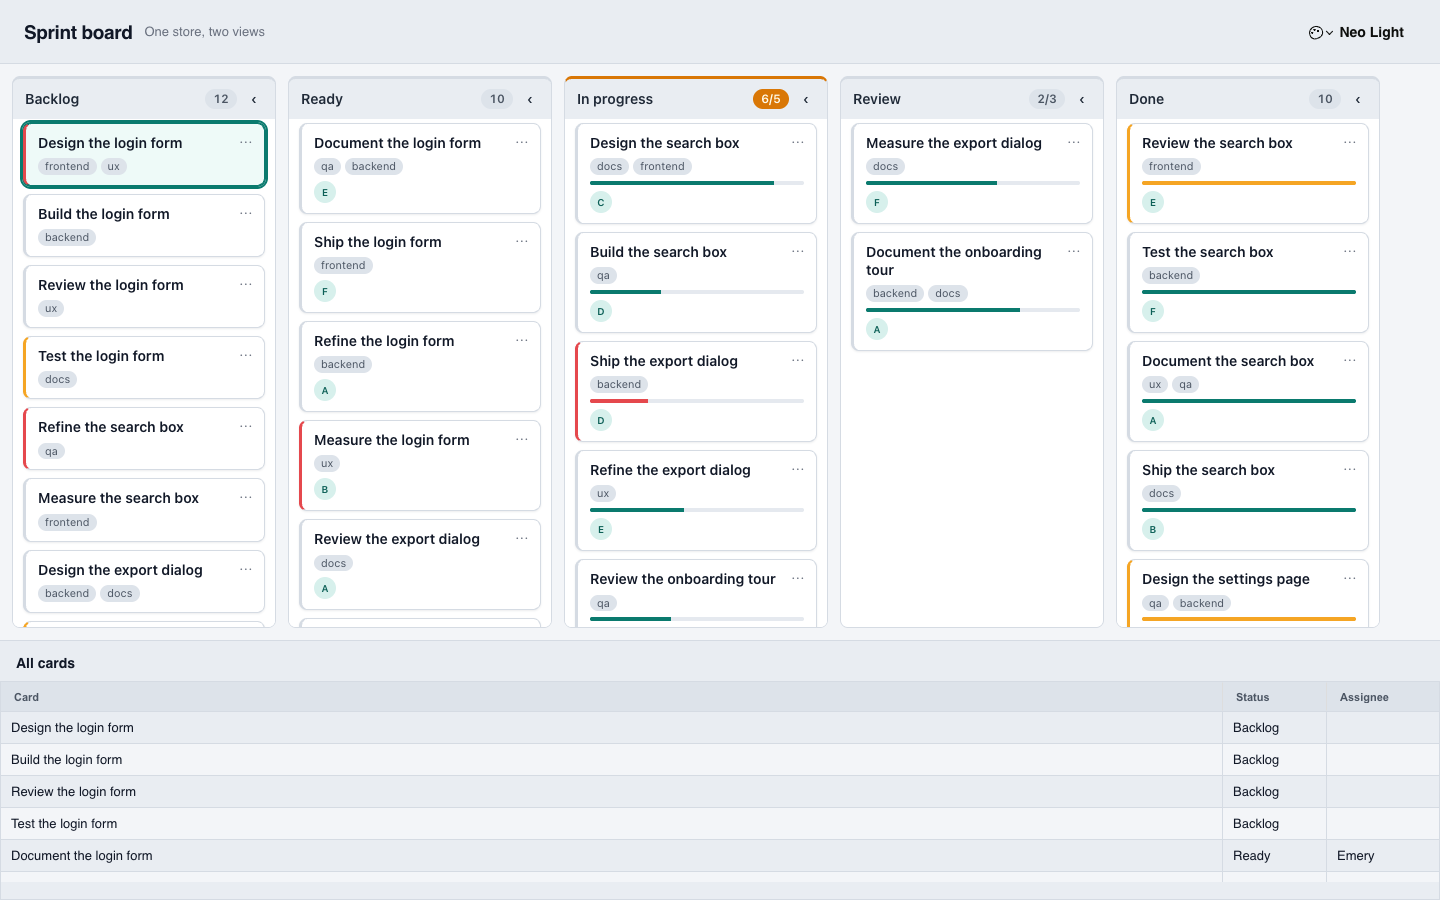 Sprint board One store, two views
Neo Light
Backlog 12 ‹
Design the login form ...
frontend ux
Build the login form ...
backend
Review the login form ...
ux
Test the login form ...
docs
Refine the search box ...
qa
Measure the search box ...
frontend
Design the export dialog ...
backend docs
Ready 10 ‹
Document the login form ...
qa backend
E
Ship the login form ...
frontend
F
Refine the login form ...
backend
A
Measure the login form ...
ux
B
Review the export dialog ...
docs
A
In progress 6/5 ‹
Design the search box ...
docs frontend
C
Build the search box ...
qa
D
Ship the export dialog ...
backend
D
Refine the export dialog ...
ux
E
Review the onboarding tour ...
qa
Review 2/3 ‹
Measure the export dialog ...
docs
F
Document the onboarding ...
tour
backend docs
A
Done 10 ‹
Review the search box ...
frontend
E
Test the search box ...
backend
F
Document the search box ...
ux qa
A
Ship the search box ...
docs
B
Design the settings page ...
qa backend
All cards
Card Status Assignee
Design the login form Backlog
Build the login form Backlog
Review the login form Backlog
Test the login form Backlog
Document the login form Ready Emery